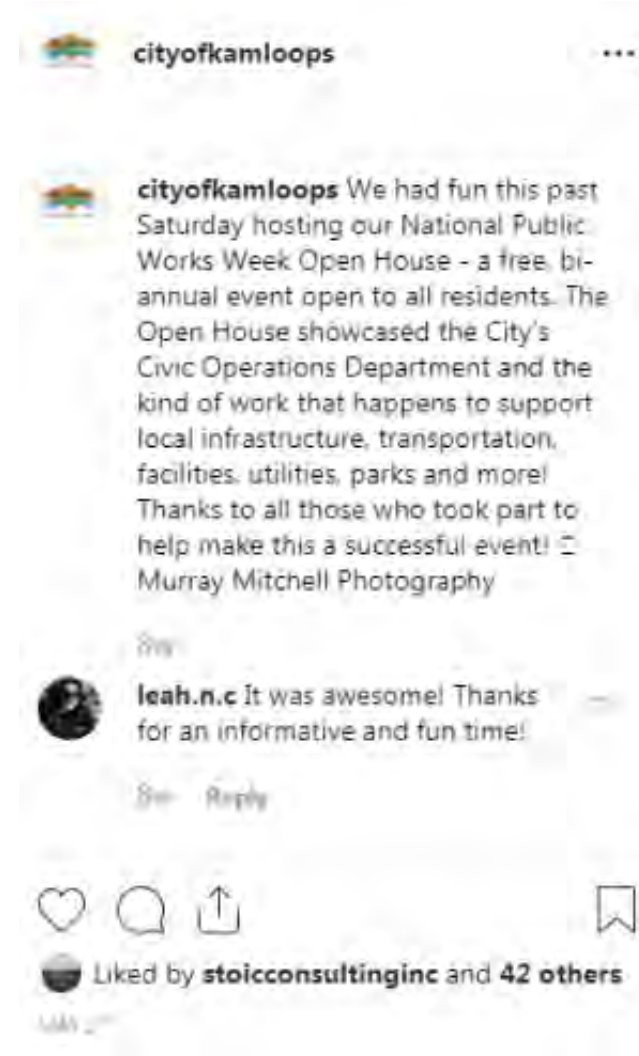 cityofkamloops
cityofkamloops We had fun this past
Saturday hosting our National Public
Works Week Open House - a free, bi-
annual event open to all residents. The
Open House showcased the City's
Civic Operations Department and the
kind of work that happens to support
local infrastructure, transportation,
facilities, utilities, parks and more!
Thanks to all those who took part to
help make this a successful event!
Murray Mitchell Photography
8w
leah.n.c It was awesome! Thanks
for an informative and fun time!
8w Reply
Liked by stoicconsultinginc and 42 others